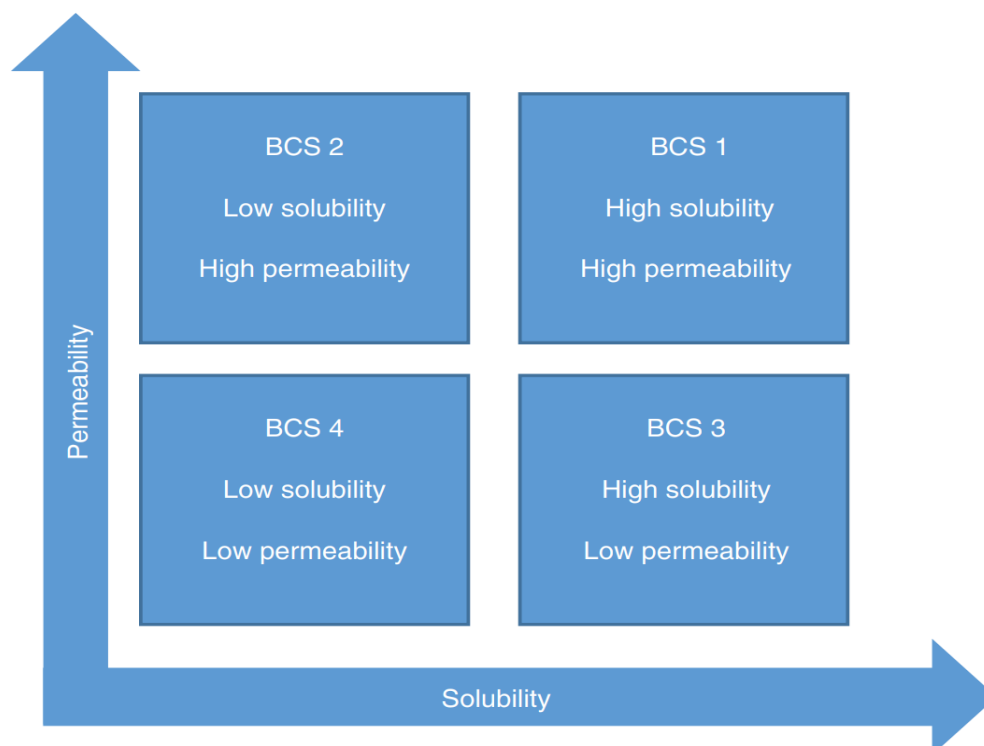 Permeability
BCS 2
Low solubility
High permeability
BCS 1
High solubility
High permeability
BCS 4
Low solubility
Low permeability
BCS 3
High solubility
Low permeability
Solubility